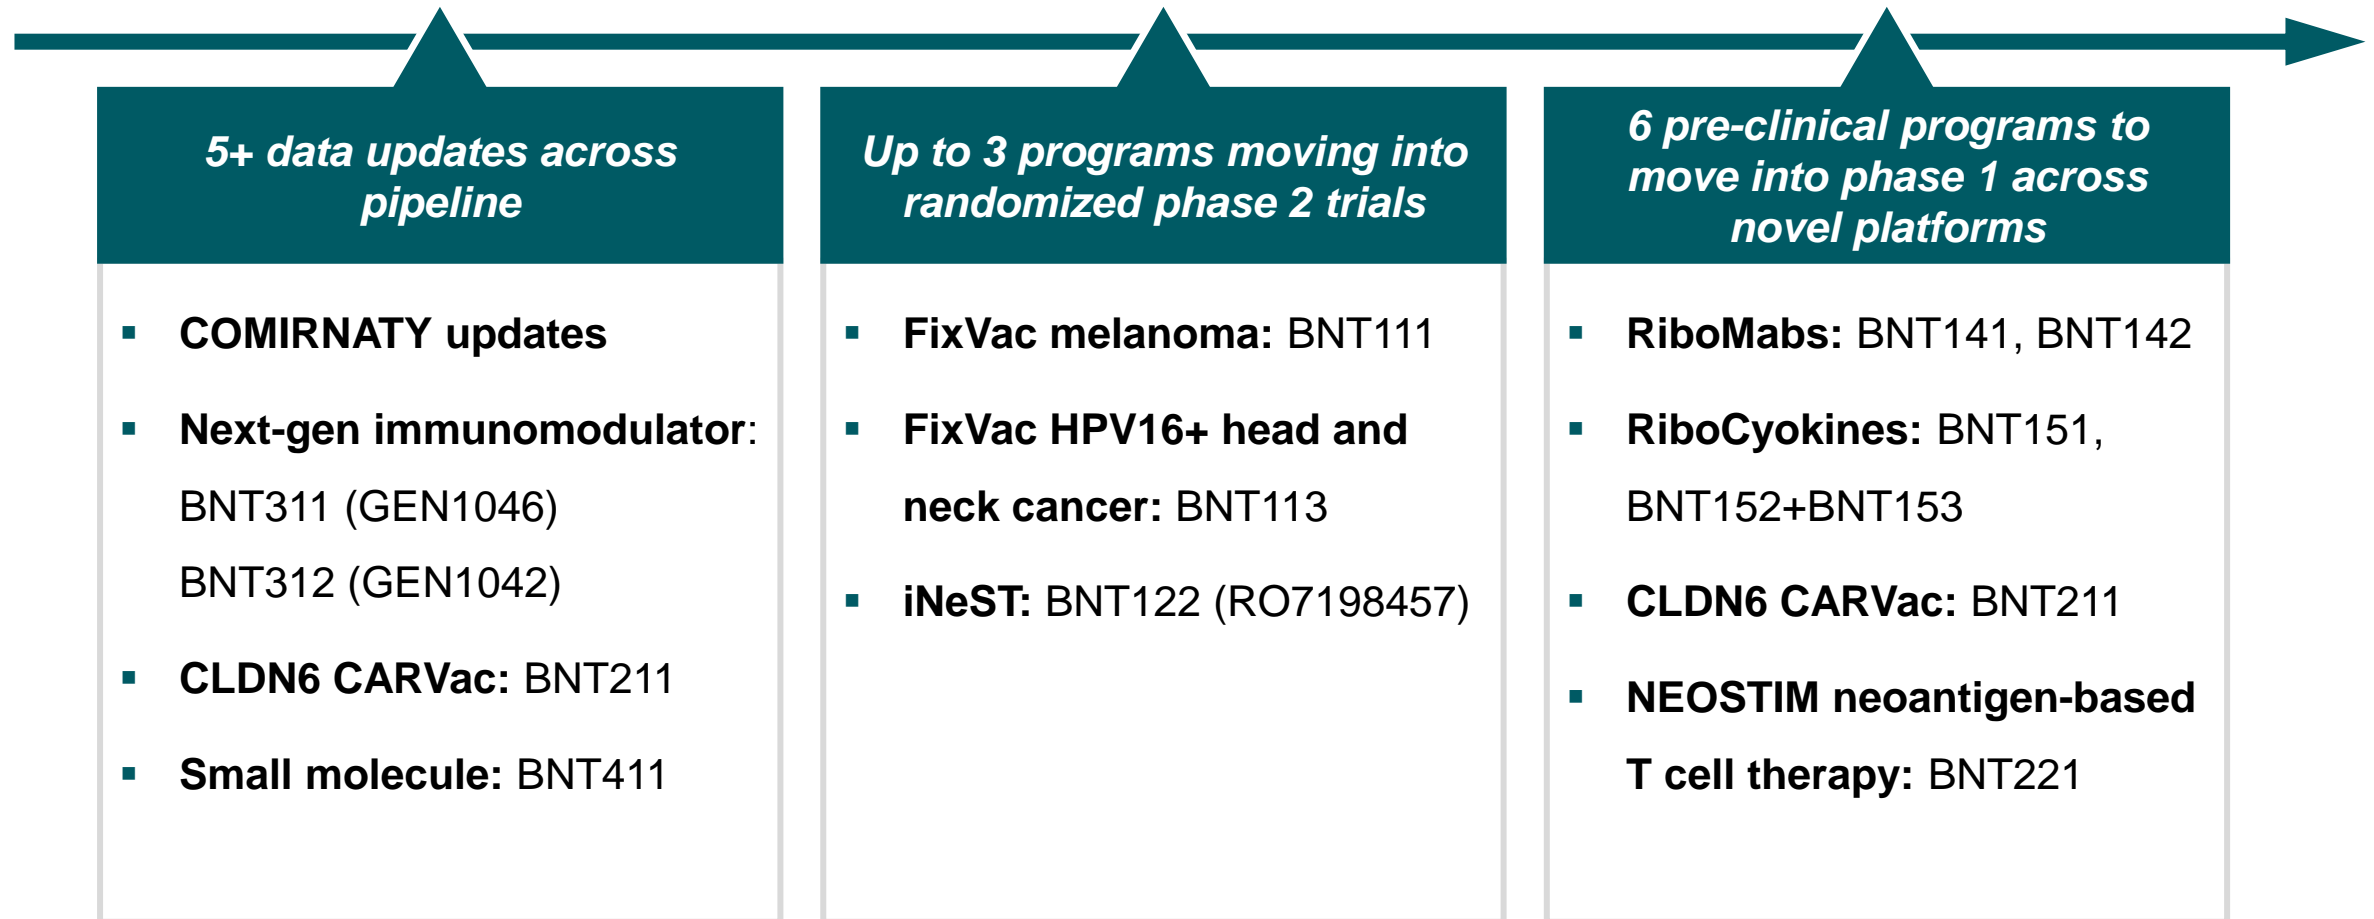 5+ data updates across
pipeline
▪ COMIRNATY updates
▪ Next-gen immunomodulator:
BNT311 (GEN1046)
BNT312 (GEN1042)
▪ CLDN6 CARVac: BNT211
▪ Small molecule: BNT411
Up to 3 programs moving into
randomized phase 2 trials
▪ FixVac melanoma: BNT111
▪ FixVac HPV16+ head and
neck cancer: BNT113
▪ iNeST: BNT122 (RO7198457)
6 pre-clinical programs to
move into phase 1 across
novel platforms
▪ RiboMabs: BNT141, BNT142
▪ RiboCyokines: BNT151,
BNT152+BNT153
▪ CLDN6 CARVac: BNT211
▪ NEOSTIM neoantigen-based
T cell therapy: BNT221